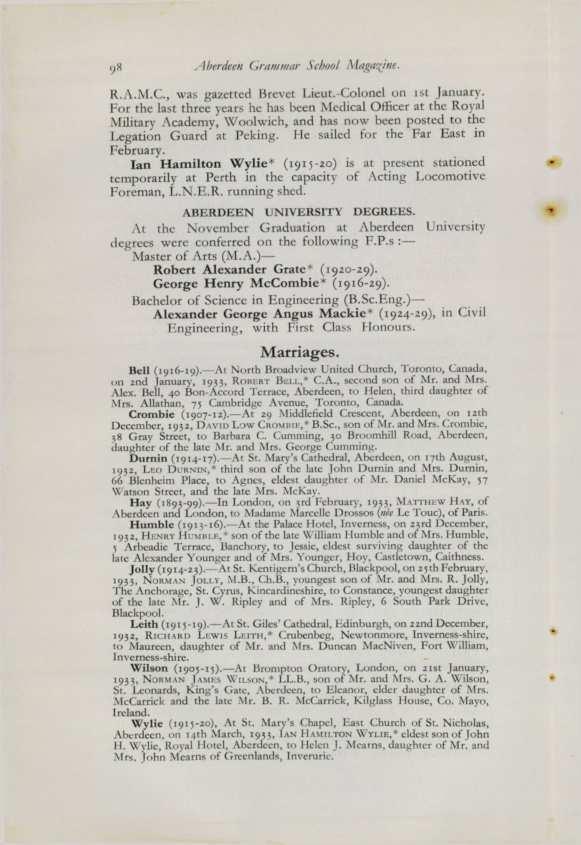 98 Aberdeen Grammar School Magazine.
R.A.M.C., was gazetted Brevet Lieut.-Colonel on 1st January.
For the last three years he has been Medical Officer at the Royal
Military Academy, Woolwich, and has now been posted to the
Legation Guard at Peking. He sailed for the Far East in
February.
Ian Hamilton Wylie* (1915-20) is at present stationed
temporarily at Perth in the capacity of Acting Locomotive
Foreman, L.N.E.R. running shed.
ABERDEEN UNIVERSITY DEGREES.
At the November Graduation at Aberdeen University
degrees were conferred on the following F.P.s :—
Master of Arts (M.A.)—
Robert Alexander Grate* (1920-29).
George Henry McCombie* (1916-29).
Bachelor of Science in Engineering (B.Sc.Eng.)—
Alexander George Angus Mackie* (1924-29), in Civil
Engineering, with First Class Honours.
Marriages.
Bell (1916-19).—At North Broadview United Church, Toronto, Canada,
on 2nd January, 1933, Robert Bell,* C.A., second son of Mr. and Mrs.
Alex. Bell, 40 Bon-Accord Terrace, Aberdeen, to Helen, third daughter of
Mrs. Allathan, 75 Cambridge Avenue, Toronto, Canada.
Crombie (1907-12).—At 29 Middlefield Crescent, Aberdeen, on 12th
December, 1932, David Low Crombie,* B.Sc., son of Mr. and Mrs. Crombie,
38 Gray Street, to Barbara C. Cumming, 30 Broomhill Road, Aberdeen,
daughter of the late Mr. and Mrs. George Cumming.
Durnin (1914-17).—At St. Mary's Cathedral, Aberdeen, on 17th August,
1932, Leo Durnin,* third son of the late John Durnin and Mrs. Durnin,
66 Blenheim Place, to Agnes, eldest daughter of Mr. Daniel McKay, 57
Watson Street, and the late Mrs. McKay.
Hay (1893-99).—In London, on 3rd February, 1933, Matthew Hay, of
Aberdeen and London, to Madame Marcelle Drossos (née Le Touc), of Paris.
Humble (1913-16).—At the Palace Hotel, Inverness, on 23rd December,
1932, Henry Humble,* son of the late William Humble and of Mrs. Humble,
5 Arbeadie Terrace, Banchory, to Jessie, eldest surviving daughter of the
late Alexander Younger and of Mrs. Younger, Hoy, Castletown, Caithness.
Jolly (1914-23).—At St. Kentigern's Church, Blackpool, on 25th February,
1933, Norman Jolly, M.B., Ch.B., youngest son of Mr. and Mrs. R. Jolly,
The Anchorage, St. Cyrus, Kincardineshire, to Constance, youngest daughter
of the late Mr. J. W. Ripley and of Mrs. Ripley, 6 South Park Drive,
Blackpool.
Leith (1915-19).—At St. Giles' Cathedral, Edinburgh, on 22nd December,
1932, Richard Lewis Leith,* Crubenbeg, Newtonmore, Inverness-shire,
to Maureen, daughter of Mr. and Mrs. Duncan MacNiven, Fort William,
Inverness-shire.
Wilson (1905-15).—At Brompton Oratory, London, on 21st January,
1933, Norman James Wilson,* LL.B., son of Mr. and Mrs. G. A. Wilson,
St. Leonards, King's Gate, Aberdeen, to Eleanor, elder daughter of Mrs.
McCarrick and the late Mr. B. R. McCarrick, Kilglass House, Co. Mayo,
Ireland.
Wylie (1915-20), At St. Mary's Chapel, East Church of St. Nicholas,
Aberdeen, on 14th March, 1933, Ian Hamilton Wylie,* eldest son of John
H. Wylie, Royal Hotel, Aberdeen, to Helen J. Mearns, daughter of Mr. and
Mrs. John Mearns of Greenlands, Inverurie.